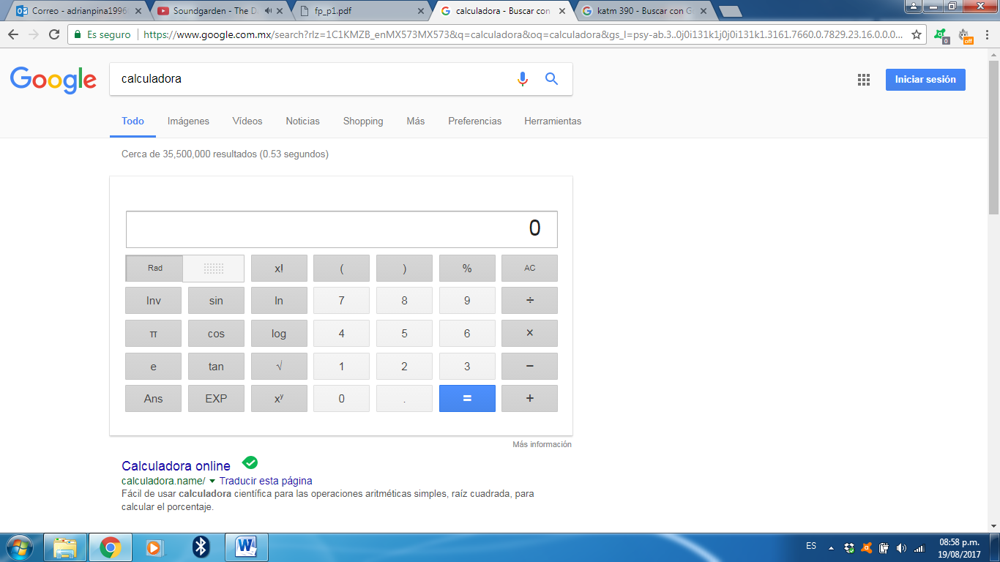 Correo - adrianpina1996 Soundgarden - The D fp_p1.pdf calculadora - Buscar con katm 390 - Buscar con G
Es seguro https://www.google.com.mx/search?rlz=1C1KMZB_enMX573MX573&q=calculadora&oq=calculadora&gs_l=psy-ab.3..0j0i131k1j0j0i131k1.3161.7660.0.7829.23.16.0.0.0... 0 off
Google calculadora Iniciar sesión
Todo Imágenes Vídeos Noticias Shopping Más Preferencias Herramientas
Cerca de 35,500,000 resultados (0.53 segundos)
0
Rad x! ( ) % AC
Inv sin ln 7 8 9 ÷
π cos log 4 5 6 ×
e tan √ 1 2 3 −
Ans EXP xʸ 0 . = +
Más información
Calculadora online
calculadora.name/ Traducir esta página
Fácil de usar calculadora científica para las operaciones aritméticas simples, raíz cuadrada, para
calcular el porcentaje.
ES 08:58 p.m.
19/08/2017